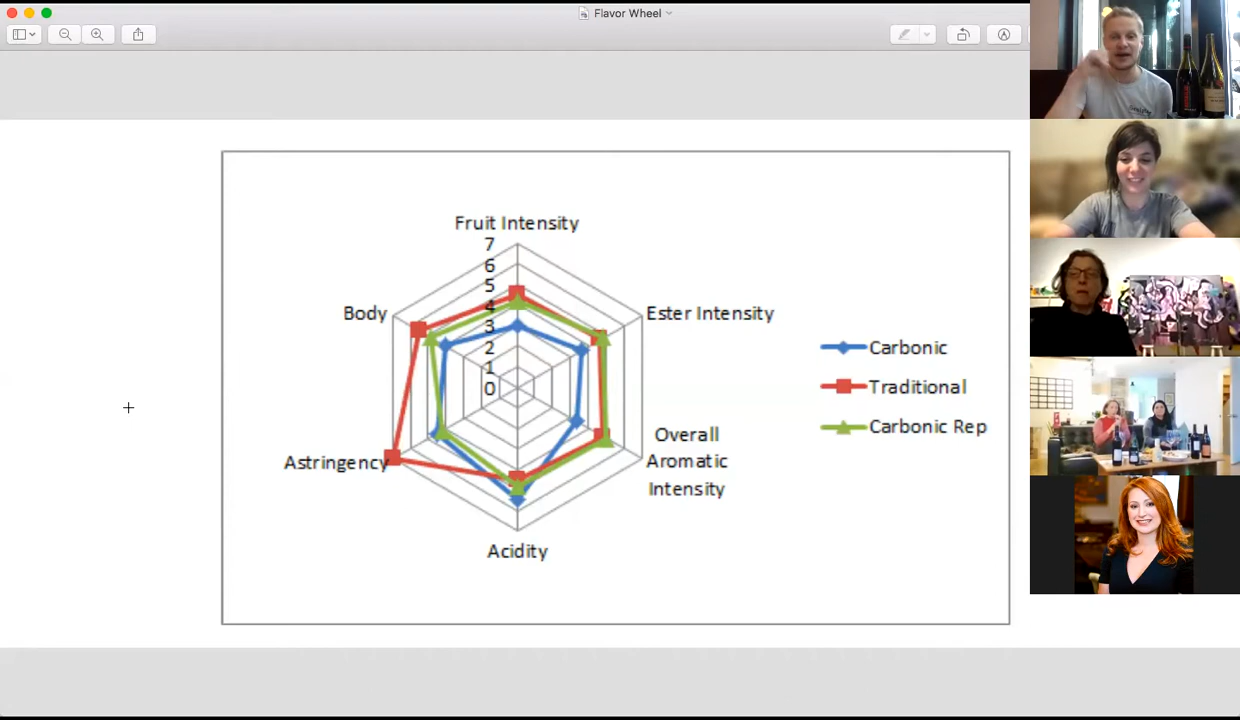 Flavor Wheel
Fruit Intensity
7
6
5
4
3
2
1
0
Body
Ester Intensity
Carbonic
Traditional
Carbonic Rep
Overall
Aromatic
Intensity
Astringency
Acidity